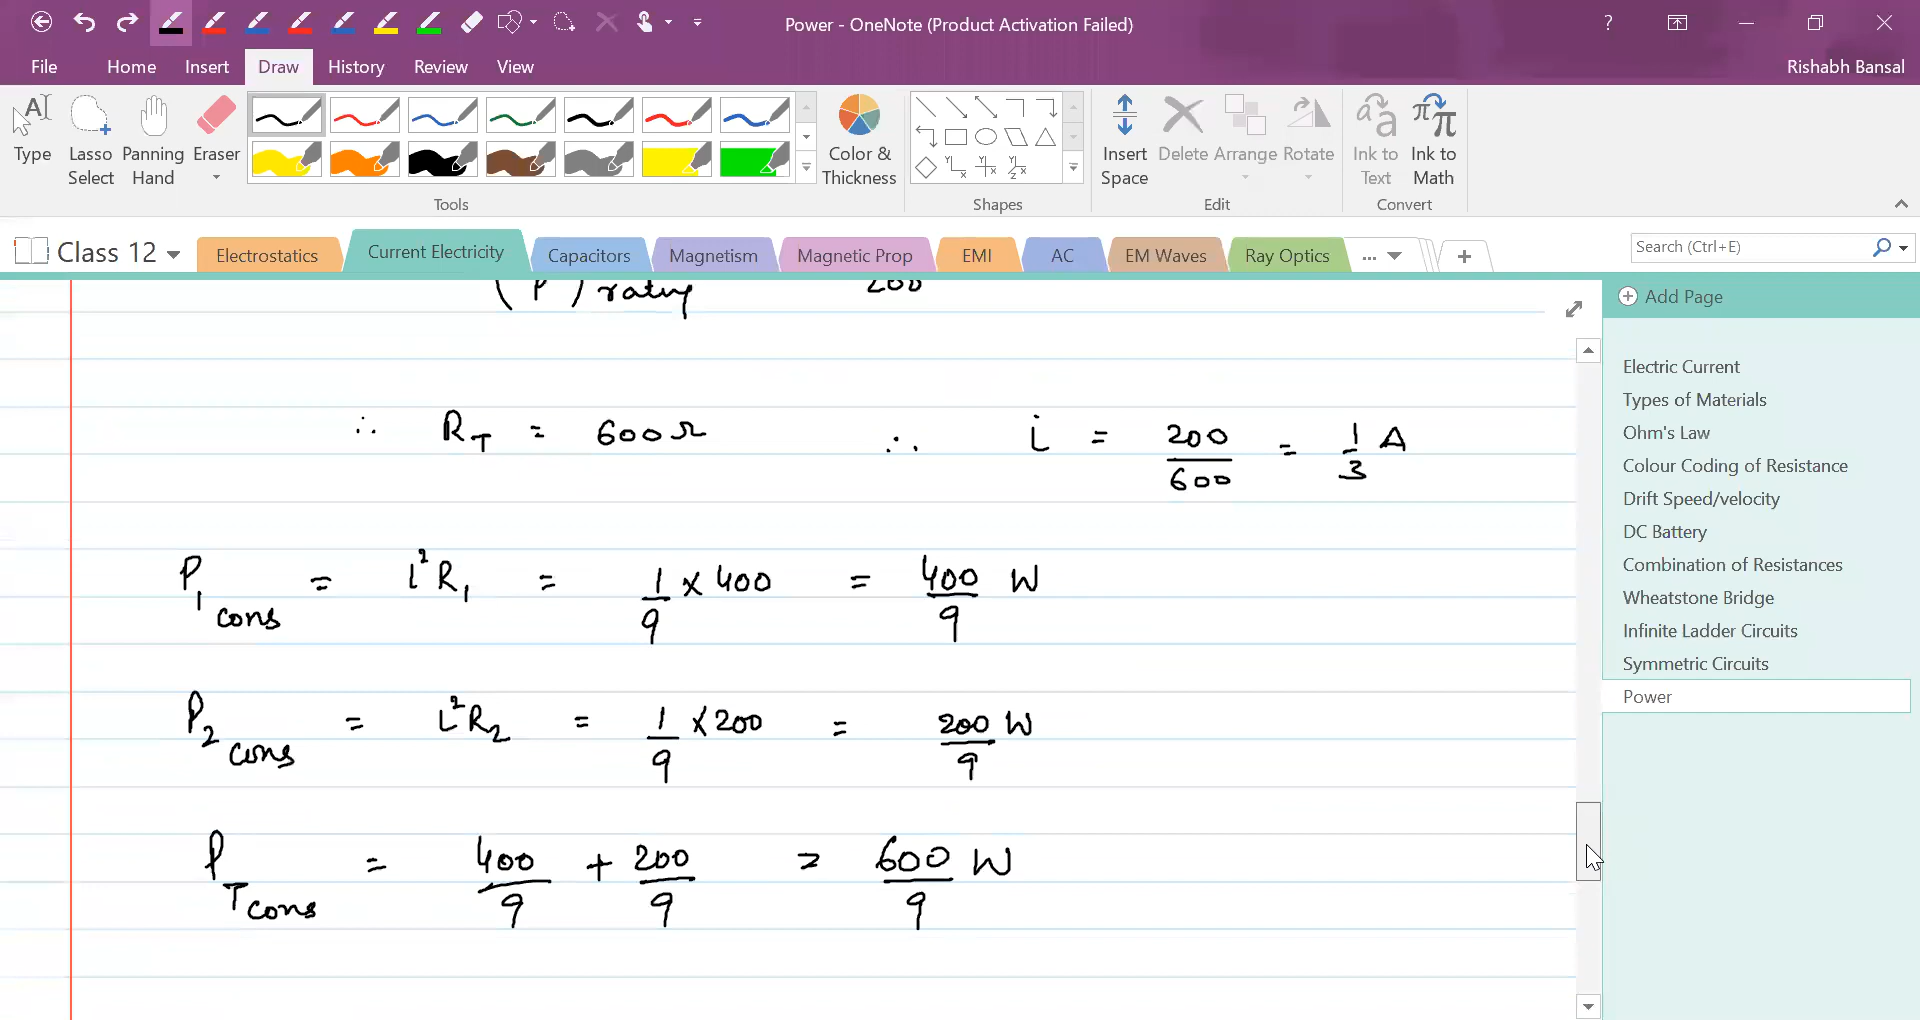 Power - OneNote (Product Activation Failed)
?
File Home Insert Draw History Review View
Rishabh Bansal
Type
Lasso Select
Panning Hand
Eraser
Color & Thickness
Insert Space
Delete
Arrange
Rotate
Ink to Text
Ink to Math
Tools
Shapes
Edit
Convert
Class 12
Electrostatics
Current Electricity
Capacitors
Magnetism
Magnetic Prop
EMI
AC
EM Waves
Ray Optics
...
Search (Ctrl+E)
Add Page
Electric Current
Types of Materials
Ohm's Law
Colour Coding of Resistance
Drift Speed/velocity
DC Battery
Combination of Resistances
Wheatstone Bridge
Infinite Ladder Circuits
Symmetric Circuits
Power
( P ) rating 200
∴ R_T = 600 Ω ∴ i = 200/600 = 1/3 A
P_1 cons = i²R_1 = 1/9 × 400 = 400/9 W
P_2 cons = i²R_2 = 1/9 × 200 = 200/9 W
P_T cons = 400/9 + 200/9 = 600/9 W